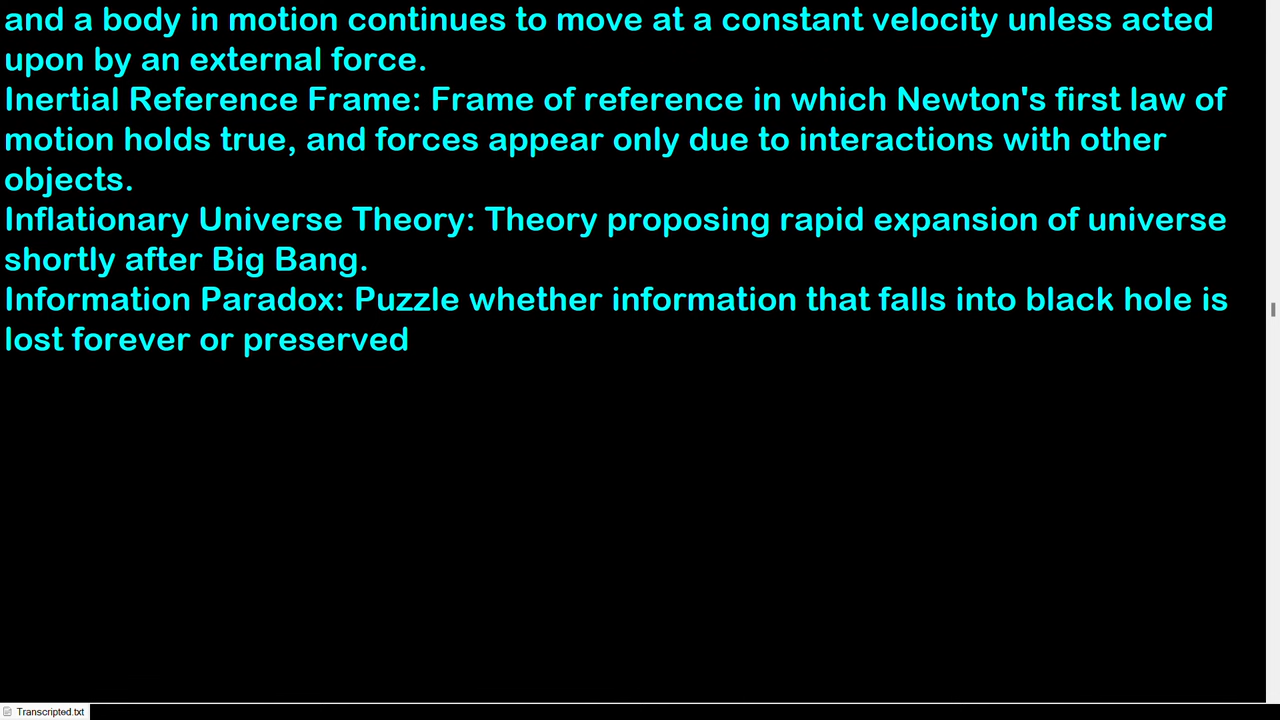 and a body in motion continues to move at a constant velocity unless acted
upon by an external force.
Inertial Reference Frame: Frame of reference in which Newton's first law of
motion holds true, and forces appear only due to interactions with other
objects.
Inflationary Universe Theory: Theory proposing rapid expansion of universe
shortly after Big Bang.
Information Paradox: Puzzle whether information that falls into black hole is
lost forever or preserved
Transcripted.txt